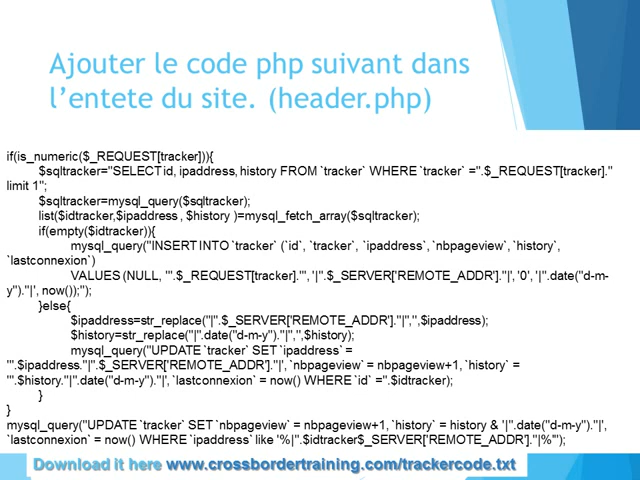 Ajouter le code php suivant dans
l’entete du site. (header.php)
if(is_numeric($_REQUEST[tracker])){
$sqltracker="SELECT id, ipaddress, history FROM `tracker` WHERE `tracker` =".$_REQUEST[tracker]."
limit 1";
$sqltracker=mysql_query($sqltracker);
list($idtracker,$ipaddress , $history )=mysql_fetch_array($sqltracker);
if(empty($idtracker)){
mysql_query("INSERT INTO `tracker` (`id`, `tracker`, `ipaddress`, `nbpageview`, `history`,
`lastconnexion`)
VALUES (NULL, '".$_REQUEST[tracker]."', '|".$_SERVER['REMOTE_ADDR']."|', '0', '|".date("d-m-
y")."|', now());");
}else{
$ipaddress=str_replace("|".$_SERVER['REMOTE_ADDR']."|","",$ipaddress);
$history=str_replace("|".date("d-m-y")."|","",$history);
mysql_query("UPDATE `tracker` SET `ipaddress` =
'".$ipaddress."|".$_SERVER['REMOTE_ADDR']."|', `nbpageview` = nbpageview+1, `history` =
'".$history."|".date("d-m-y")."|', `lastconnexion` = now() WHERE `id` =".$idtracker);
}
}
mysql_query("UPDATE `tracker` SET `nbpageview` = nbpageview+1, `history` = history & '|".date("d-m-y")."|',
`lastconnexion` = now() WHERE `ipaddress` like '%|".$idtracker$_SERVER['REMOTE_ADDR']."|%'");
Download it here www.crossbordertraining.com/trackercode.txt